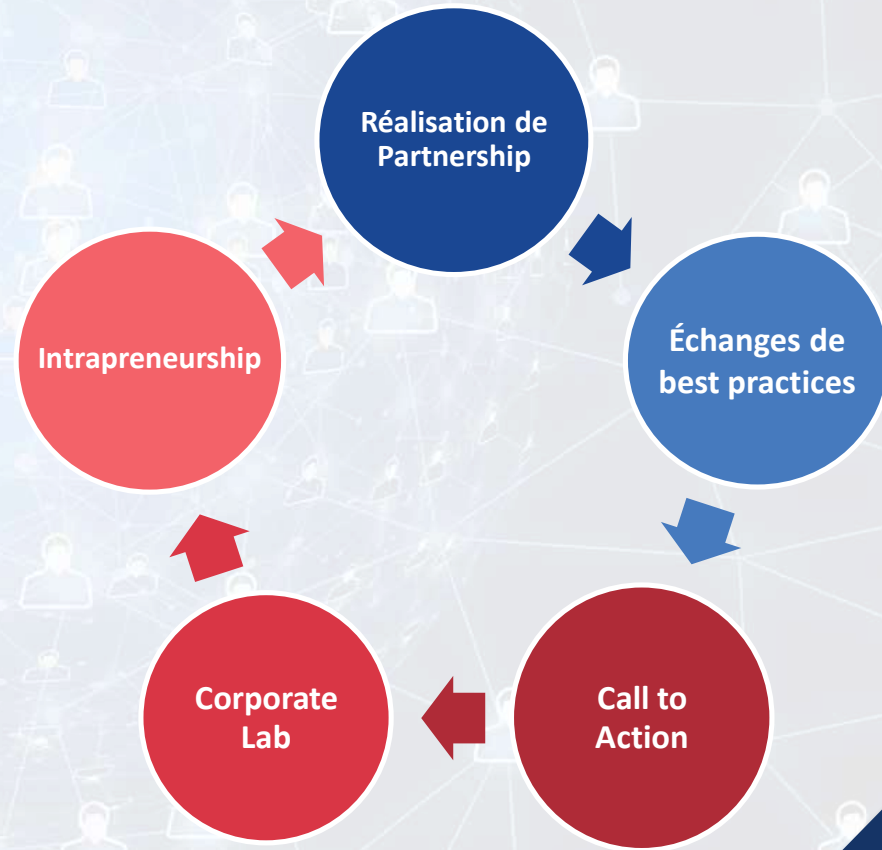 Réalisation de
Partnership
Échanges de
best practices
Call to
Action
Corporate
Lab
Intrapreneurship